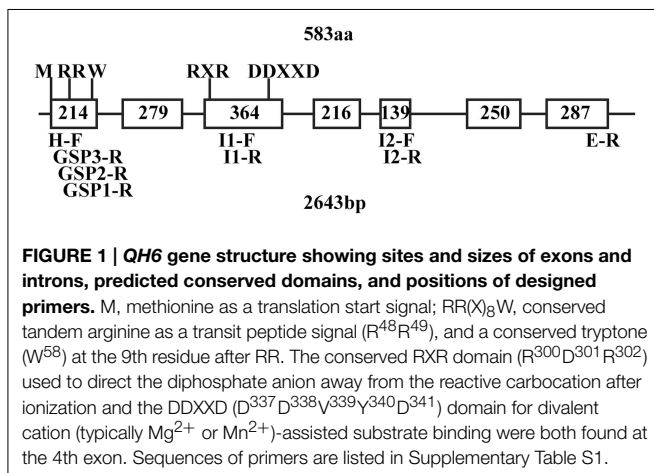 583aa
M RRW RXR DDXXD
214 279 364 216 139 250 287
H-F I1-F I2-F E-R
GSP3-R I1-R I2-R
GSP2-R
GSP1-R
2643bp
FIGURE 1 | QH6 gene structure showing sites and sizes of exons and
introns, predicted conserved domains, and positions of designed
primers. M, methionine as a translation start signal; RR(X)₈W, conserved
tandem arginine as a transit peptide signal (R⁴⁸R⁴⁹), and a conserved tryptone
(W⁵⁸) at the 9th residue after RR. The conserved RXR domain (R³⁰⁰D³⁰¹R³⁰²)
used to direct the diphosphate anion away from the reactive carbocation after
ionization and the DDXXD (D³³⁷D³³⁸V³³⁹Y³⁴⁰D³⁴¹) domain for divalent
cation (typically Mg²⁺ or Mn²⁺)-assisted substrate binding were both found at
the 4th exon. Sequences of primers are listed in Supplementary Table S1.